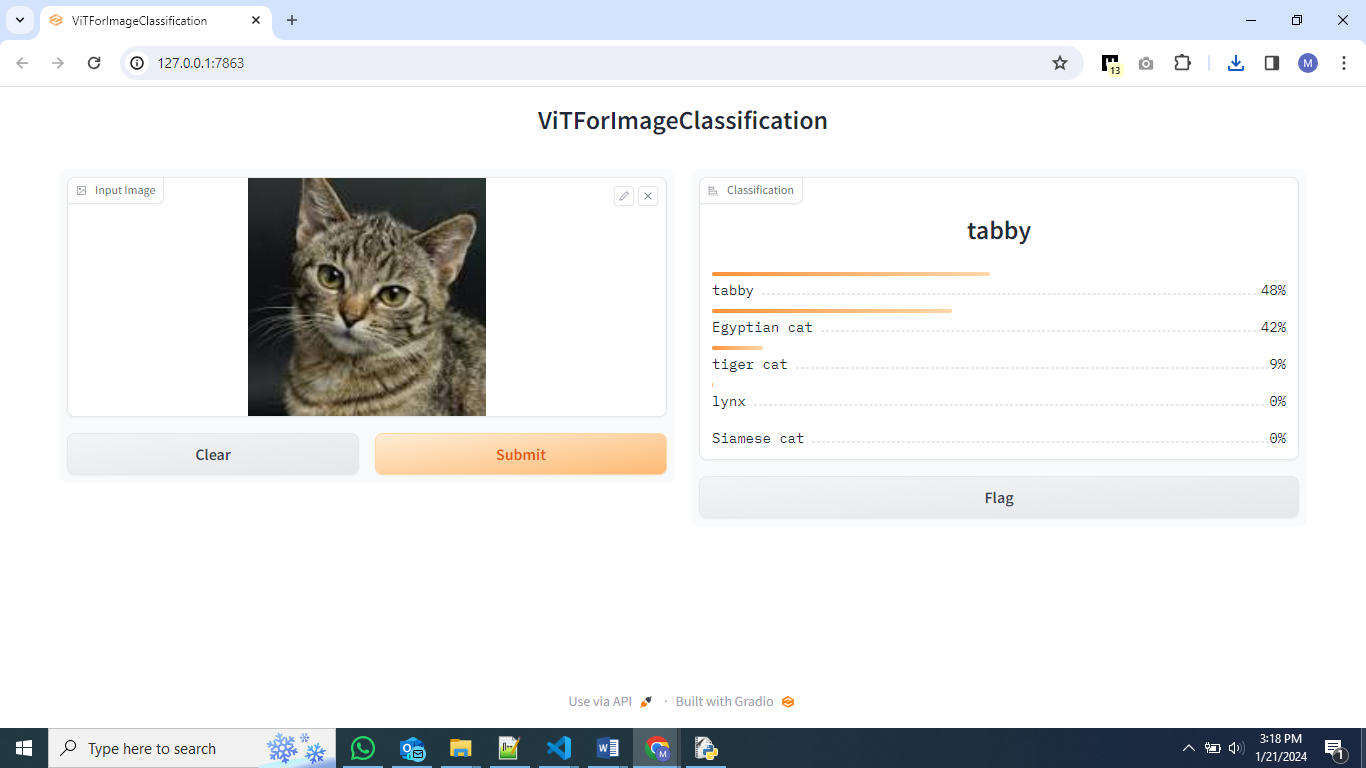 ViTForImageClassification
127.0.0.1:7863
13
M
ViTForImageClassification
Input Image
Clear
Submit
Classification
tabby
tabby 48%
Egyptian cat 42%
tiger cat 9%
lynx 0%
Siamese cat 0%
Flag
Use via API · Built with Gradio
Type here to search
3:18 PM
1/21/2024
1